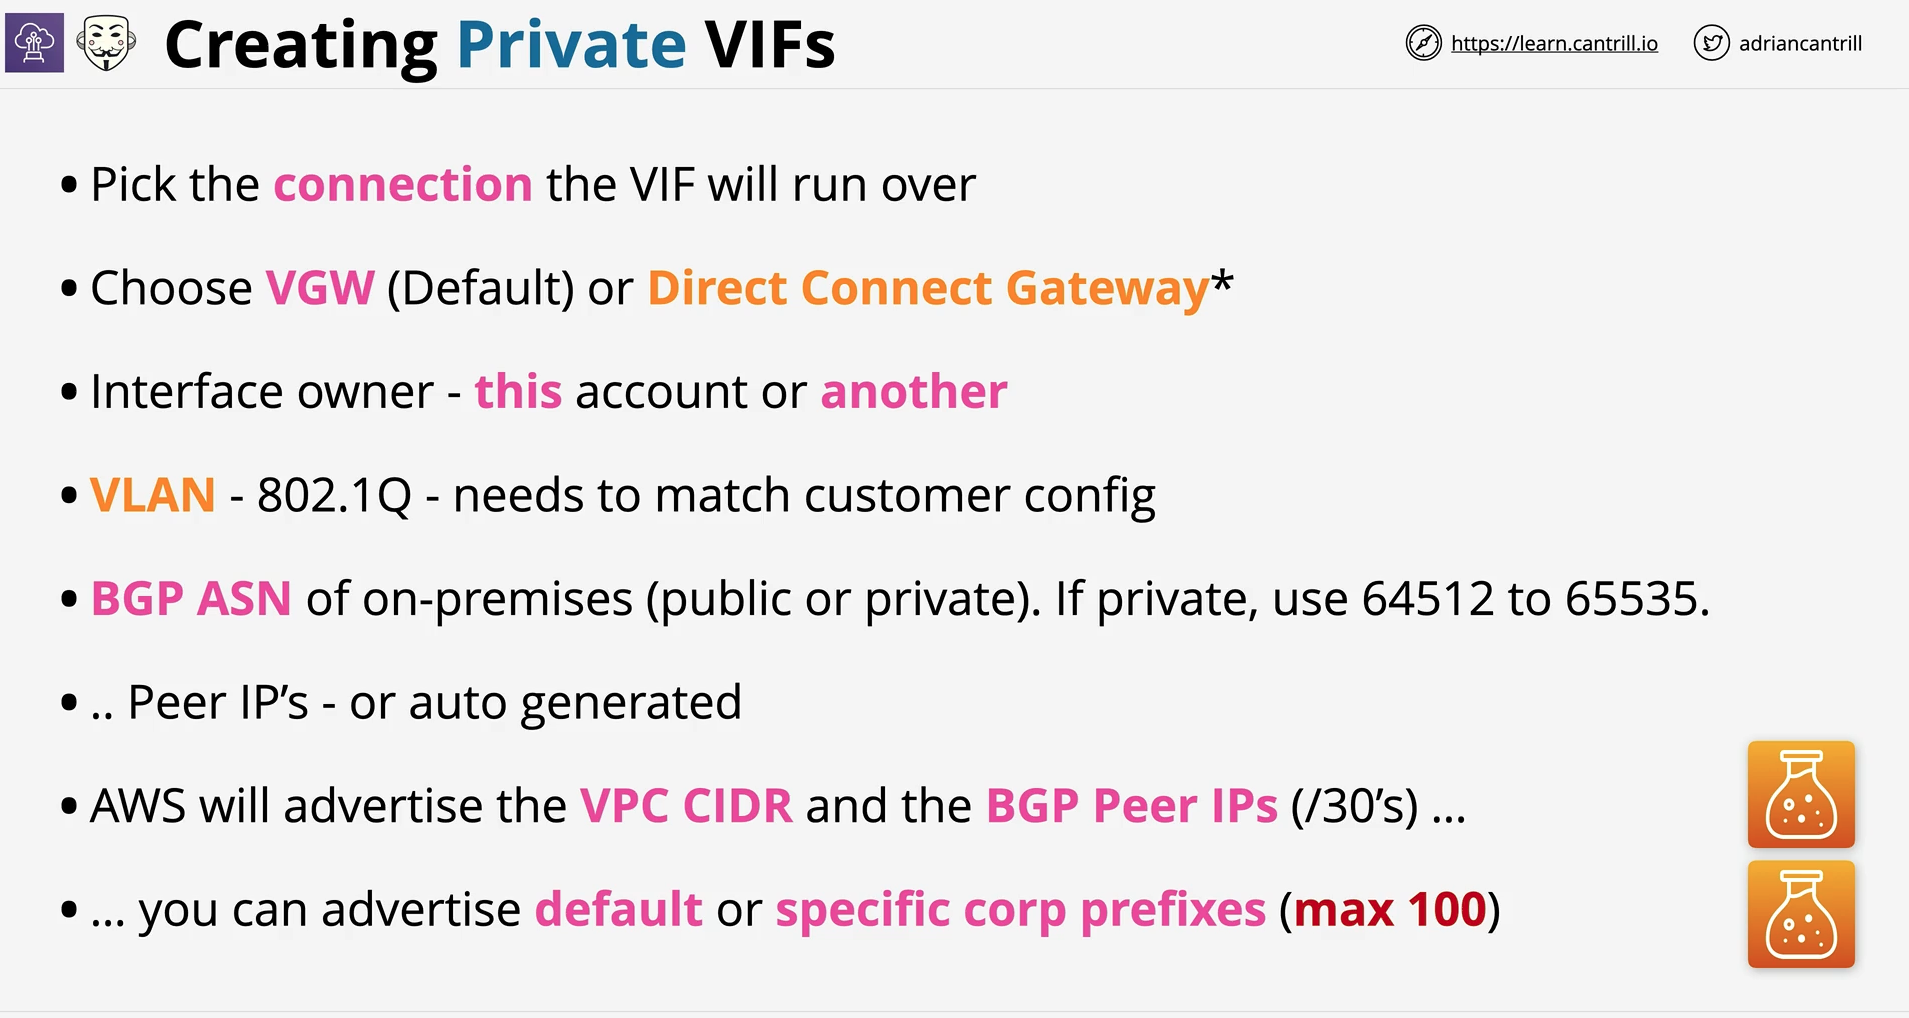 Creating Private VIFs
https://learn.cantrill.io
adriancantrill
• Pick the connection the VIF will run over
• Choose VGW (Default) or Direct Connect Gateway*
• Interface owner - this account or another
• VLAN - 802.1Q - needs to match customer config
• BGP ASN of on-premises (public or private). If private, use 64512 to 65535.
• .. Peer IP’s - or auto generated
• AWS will advertise the VPC CIDR and the BGP Peer IPs (/30’s) ...
• ... you can advertise default or specific corp prefixes (max 100)